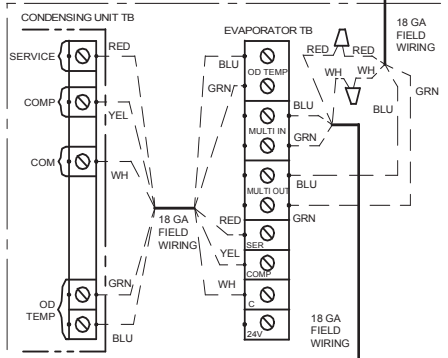 CONDENSING UNIT TB
SERVICE
COMP
COM
OD
TEMP
RED
YEL
WH
GRN
BLU
18 GA
FIELD
WIRING
EVAPORATOR TB
BLU
GRN
RED
YEL
WH
OD TEMP
MULTI IN
MULTI OUT
SER
COMP
C
24V
RED
RED
WH
WH
BLU
GRN
BLU
GRN
18 GA
FIELD
WIRING
GRN
BLU
18 GA
FIELD
WIRING